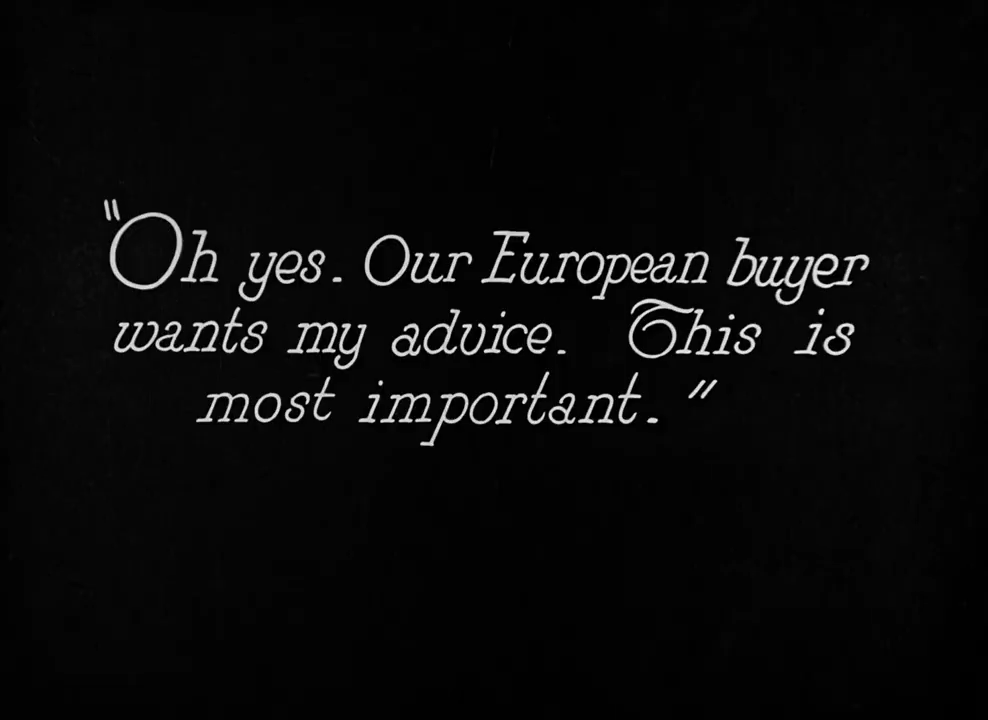 "Oh yes. Our European buyer
wants my advice. This is
most important."